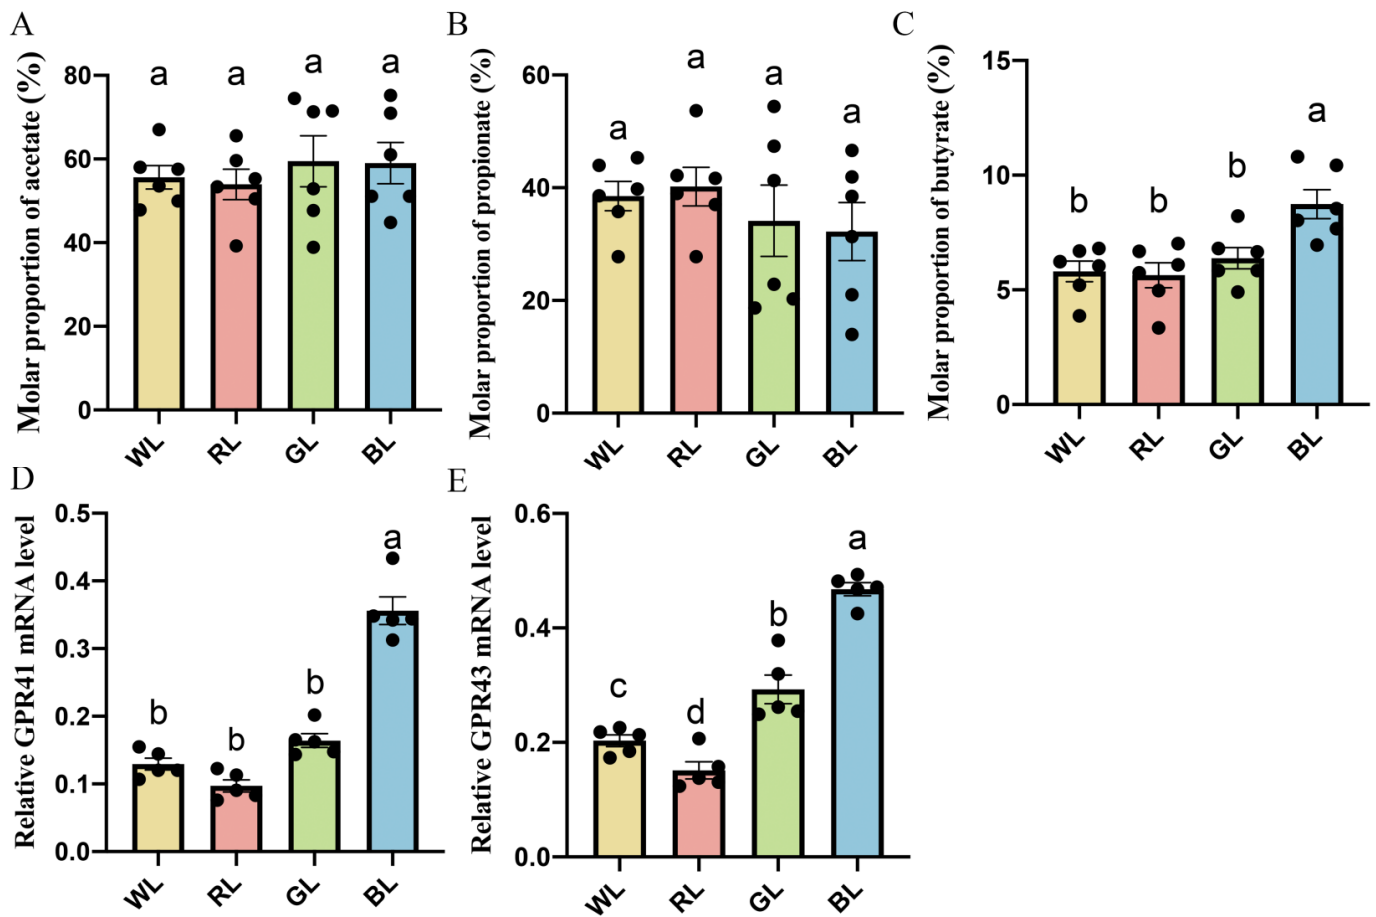 A
Molar proportion of acetate (%)
80
60
40
20
0
a
a
a
a
WL
RL
GL
BL
B
Molar proportion of propionate (%)
60
40
20
0
a
a
a
a
WL
RL
GL
BL
C
Molar proportion of butyrate (%)
15
10
5
0
b
b
b
a
WL
RL
GL
BL
D
Relative GPR41 mRNA level
0.5
0.4
0.3
0.2
0.1
0.0
b
b
b
a
WL
RL
GL
BL
E
Relative GPR43 mRNA level
0.6
0.4
0.2
0.0
c
d
b
a
WL
RL
GL
BL